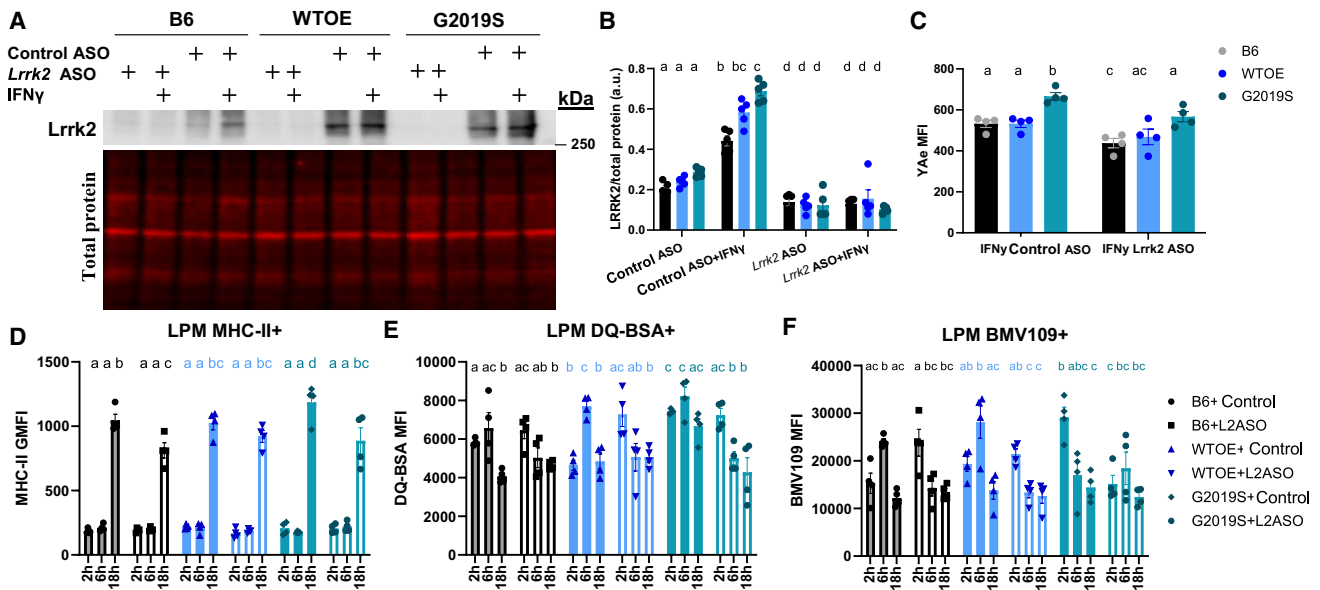 A
B6 WTOE G2019S
Control ASO + + + + + +
Lrrk2 ASO + + + + + +
IFNγ + + + + + +
kDa
Lrrk2
250
Total protein
B
LRRK2/total protein (a.u.)
0.8
0.6
0.4
0.2
0.0
a a a b bc c d d d d d d
Control ASO
Control ASO+IFNγ
Lrrk2 ASO
Lrrk2 ASO+IFNγ
C
YAe MFI
800
600
400
200
0
a a b c ac a
IFNγ Control ASO IFNγ Lrrk2 ASO
B6
WTOE
G2019S
D
LPM MHC-II+
MHC-II GMFI
1500
1000
500
0
a a b a a c a a bc a a bc a a d a a bc
2h 6h 18h 2h 6h 18h 2h 6h 18h 2h 6h 18h 2h 6h 18h 2h 6h 18h
E
LPM DQ-BSA+
DQ-BSA MFI
10000
8000
6000
4000
2000
0
a ac b ac ab b b c b ac ab b c c ac ac b b
2h 6h 18h 2h 6h 18h 2h 6h 18h 2h 6h 18h 2h 6h 18h 2h 6h 18h
F
LPM BMV109+
BMV109 MFI
40000
30000
20000
10000
0
ac b ac a bc bc ab b ac ab c c b abc c c bc bc
2h 6h 18h 2h 6h 18h 2h 6h 18h 2h 6h 18h 2h 6h 18h 2h 6h 18h
B6+ Control
B6+L2ASO
WTOE+ Control
WTOE+L2ASO
G2019S+Control
G2019S+L2ASO